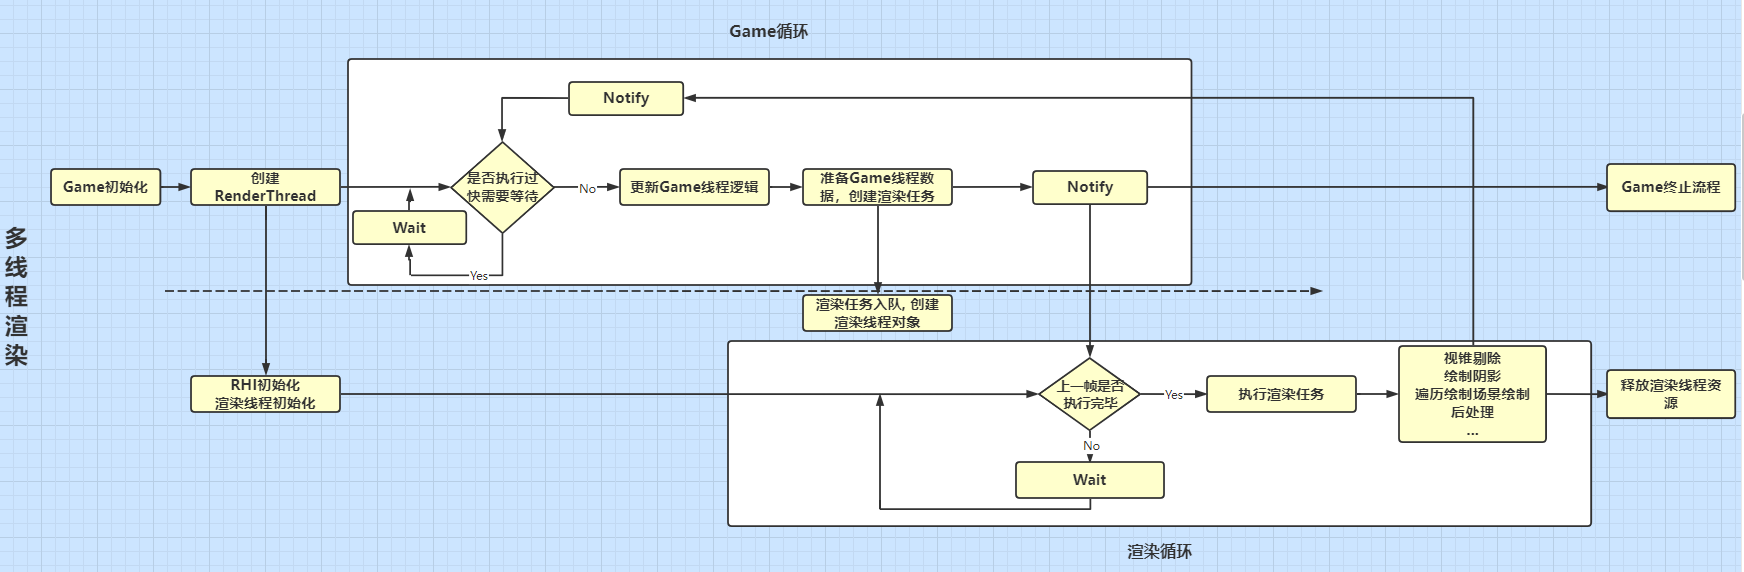 Game循环
Notify
Game初始化
创建
RenderThread
是否执行过
快需要等待
No
更新Game线程逻辑
准备Game线程数
据，创建渲染任务
Notify
Game终止流程
Wait
Yes
多线程渲染
渲染任务入队, 创建
渲染线程对象
RHI初始化
渲染线程初始化
上一帧是否
执行完毕
Yes
执行渲染任务
视锥剔除
绘制阴影
遍历绘制场景绘制
后处理
...
释放渲染线程资
源
No
Wait
渲染循环